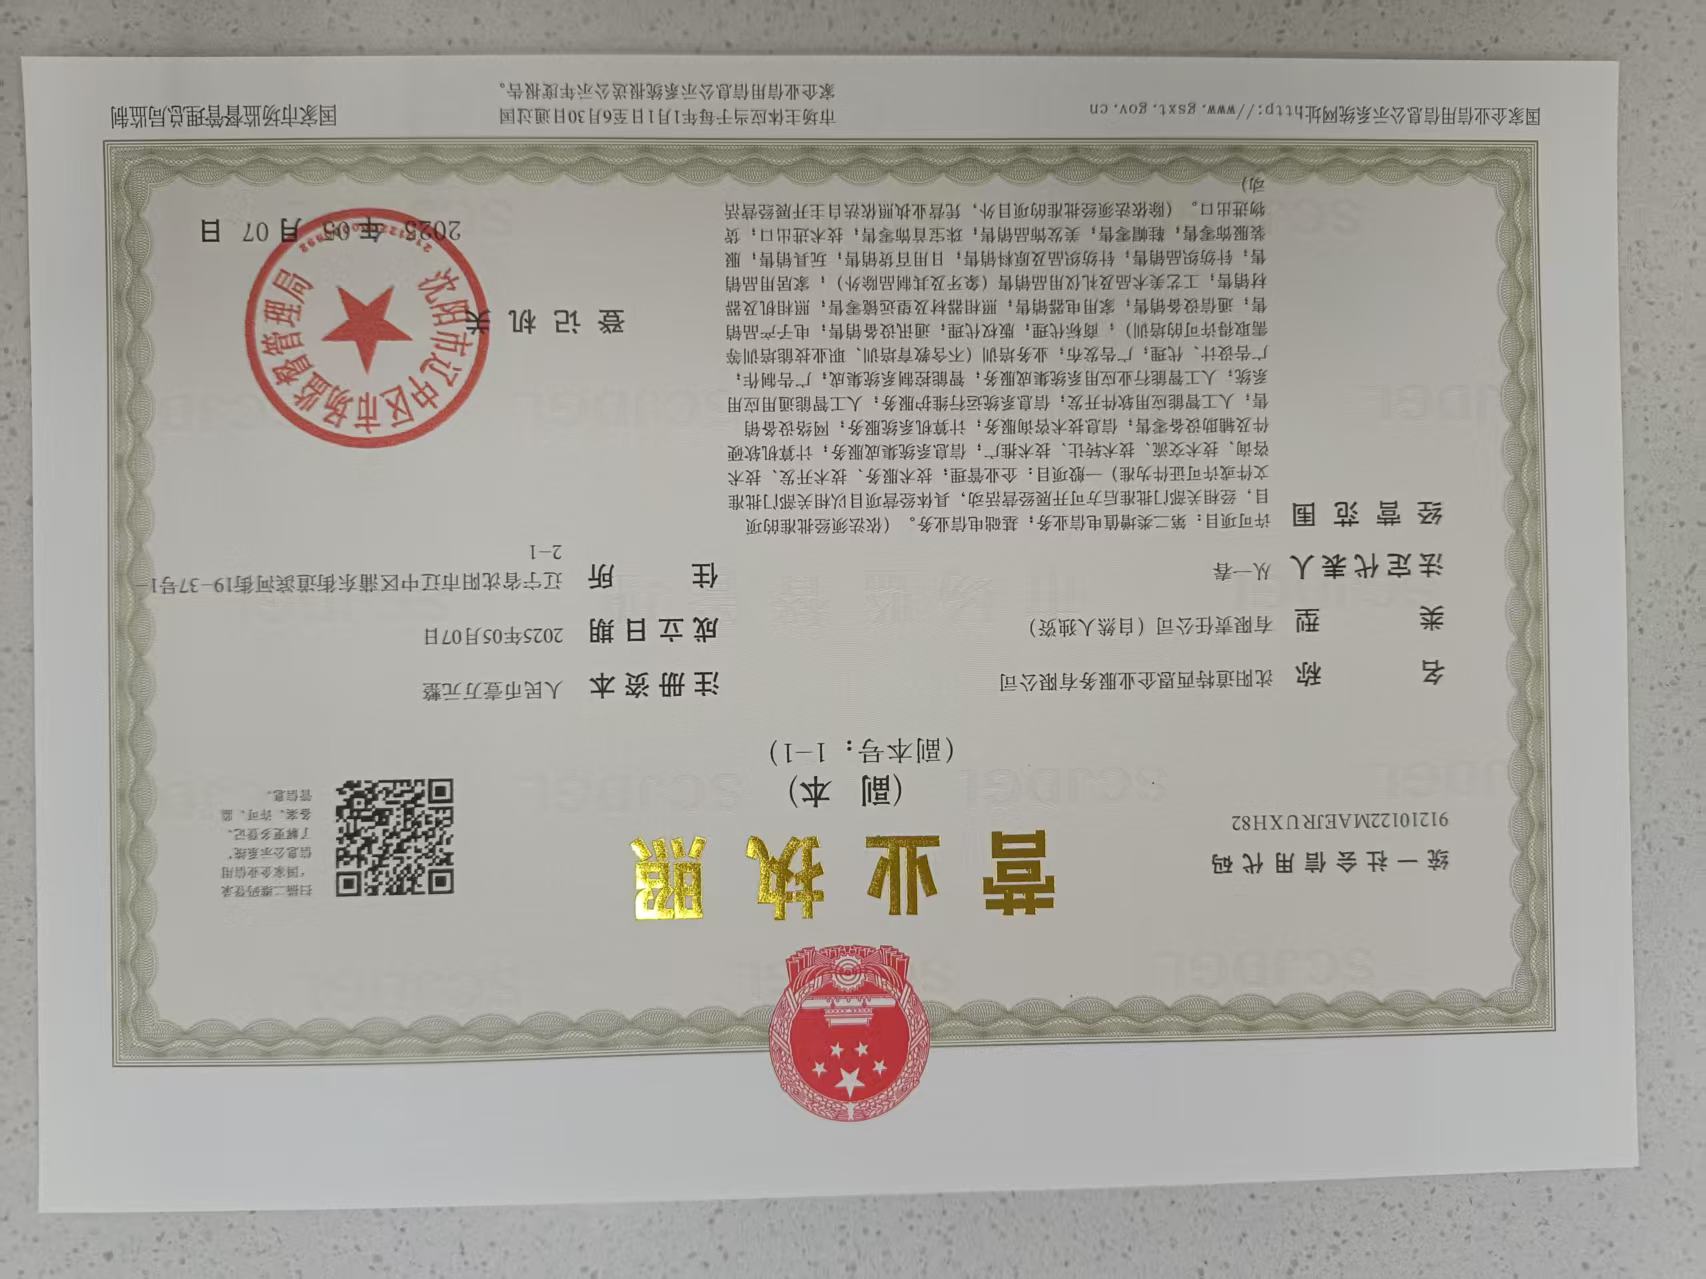 营业执照
（副 本）
（副本号：1-1）
统一社会信用代码
91210122MAEJRUXH82
扫描二维码登录
“国家企业信用
信息公示系统”
了解更多登记、
备案、许可、监
管信息。
名 称 沈阳道特西恩企业服务有限公司
类 型 有限责任公司（自然人独资）
法定代表人 从一春
经营范围 许可项目：第二类增值电信业务；基础电信业务。（依法须经批准的项
目，经相关部门批准后方可开展经营活动，具体经营项目以相关部门批准
文件或许可证件为准）一般项目：企业管理；技术服务、技术开发、技术
咨询、技术交流、技术转让、技术推广；信息系统集成服务；计算机软硬
件及辅助设备零售；信息技术咨询服务；计算机系统服务；网络设备销
售；人工智能应用软件开发；信息系统运行维护服务；人工智能通用应用
系统；人工智能行业应用系统集成服务；智能控制系统集成；广告制作；
广告设计、代理；广告发布；业务培训（不含教育培训、职业技能培训等
需取得许可的培训）；商标代理；版权代理；通讯设备销售；电子产品销
售；通信设备销售；家用电器销售；照相器材及望远镜零售；照相机及器
材销售；工艺美术品及礼仪用品销售（象牙及其制品除外）；家居用品销
售；针纺织品销售；针纺织品及原料销售；日用百货销售；玩具销售；服
装服饰零售；鞋帽零售；美发饰品销售；珠宝首饰零售；技术进出口；货
物进出口。（除依法须经批准的项目外，凭营业执照依法自主开展经营活
动）
注册资本 人民币壹万元整
成立日期 2025年05月07日
住 所 辽宁省沈阳市辽中区蒲东街道滨河街19-37号1-
2-1
登记机关
沈阳市辽中区市场监督管理局
2025 年 05 月 07 日
国家企业信用信息公示系统网址http://www.gsxt.gov.cn
市场主体应当于每年1月1日至6月30日通过国
家企业信用信息公示系统报送公示年度报告。
国家市场监督管理总局监制